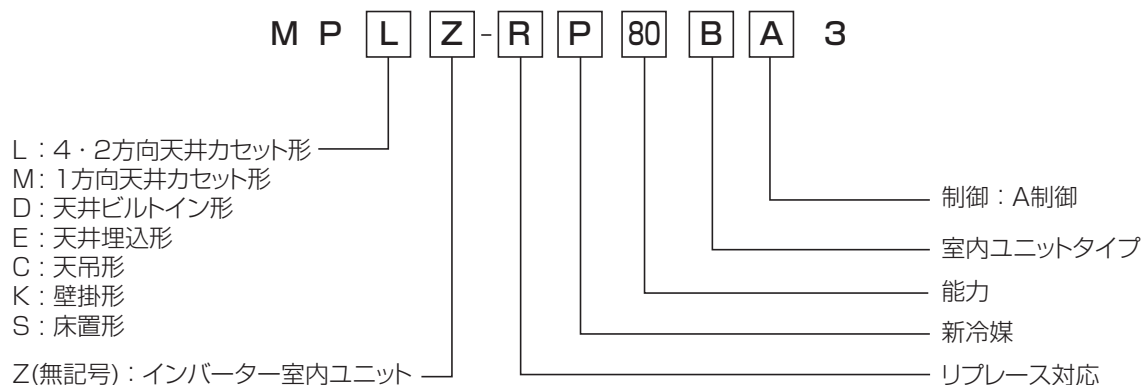 M P L Z - R P 80 B A 3
L：4・2方向天井カセット形
M：1方向天井カセット形
D：天井ビルトイン形
E：天井埋込形
C：天吊形
K：壁掛形
S：床置形
Z(無記号)：インバーター室内ユニット
制御：A制御
室内ユニットタイプ
能力
新冷媒
リプレース対応